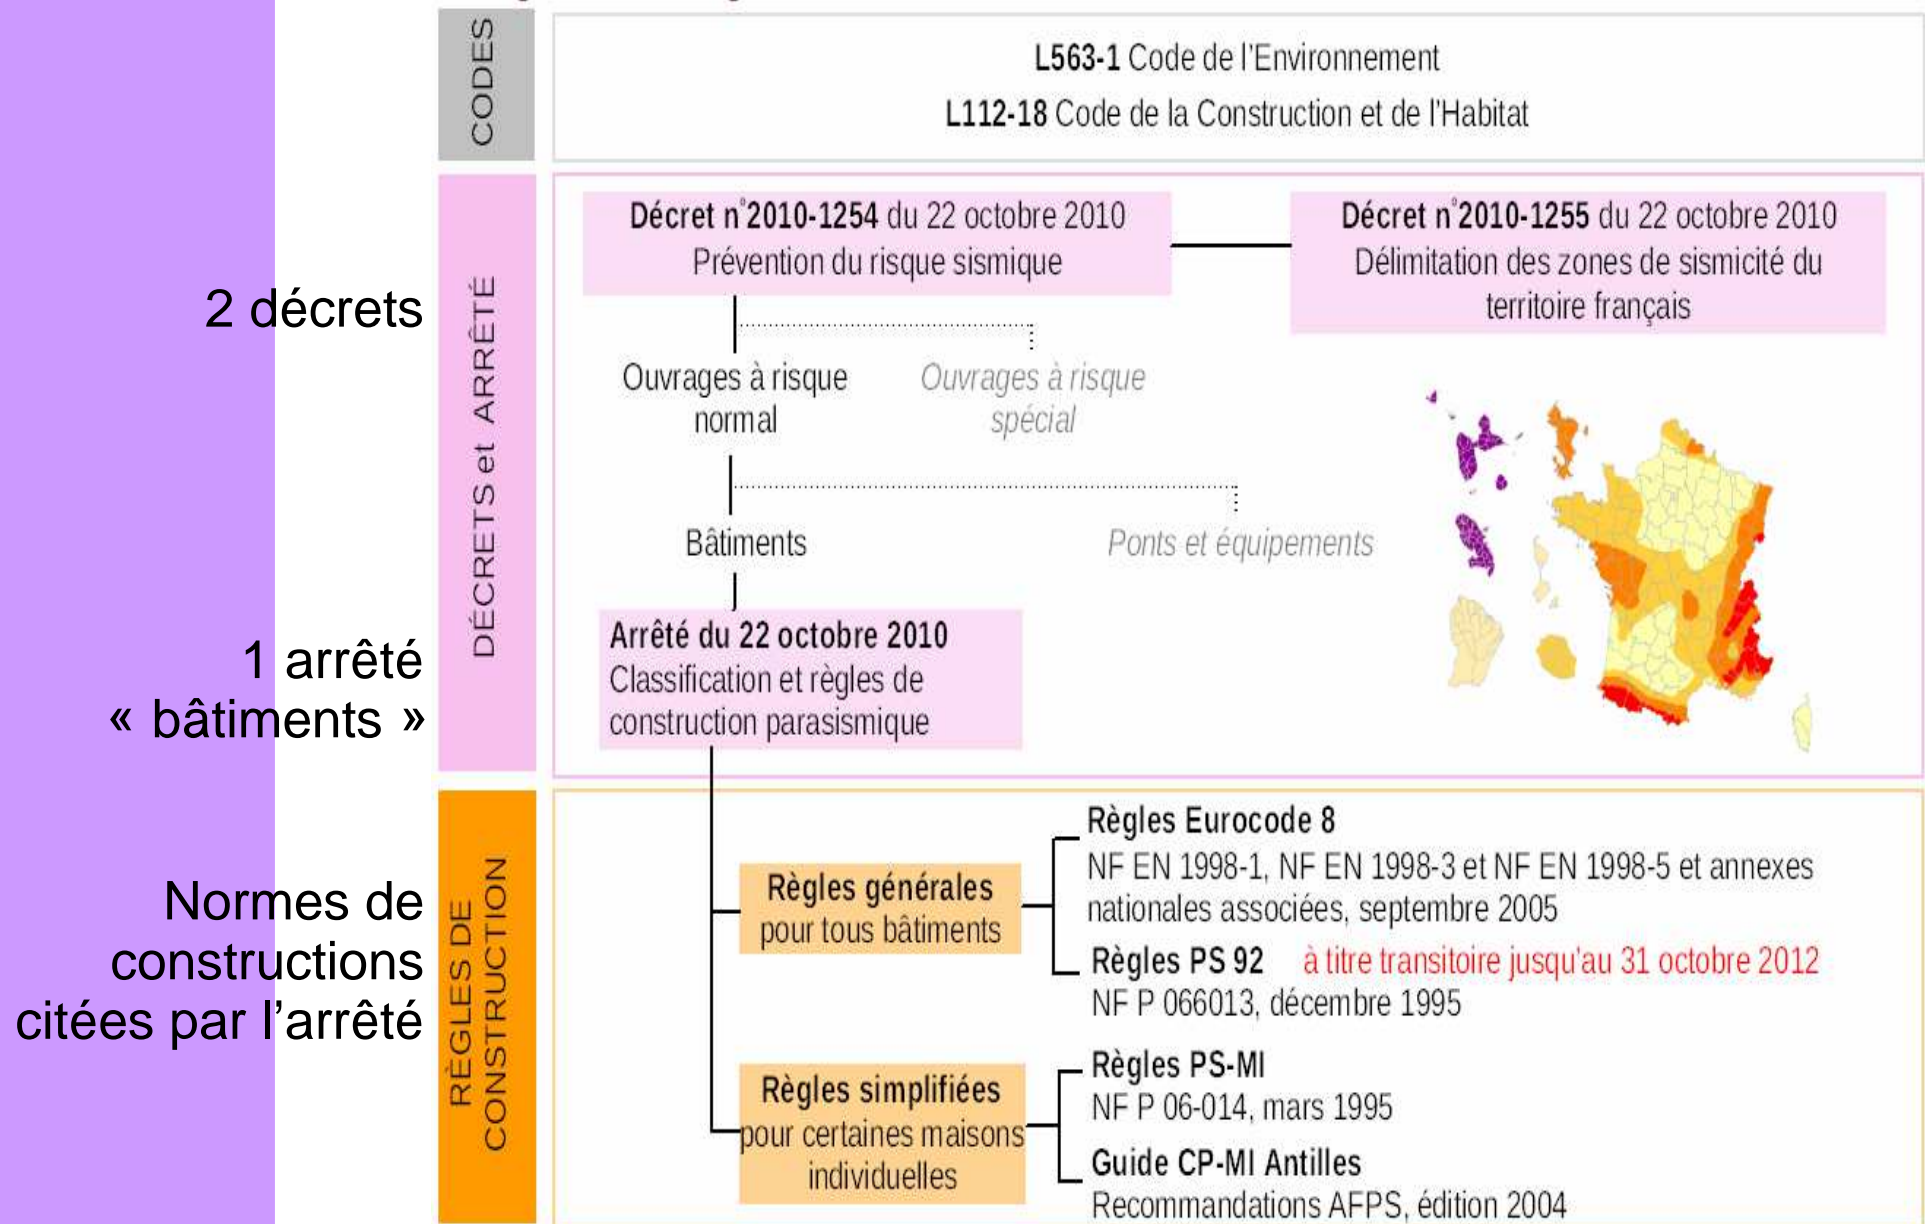 CODES
L563-1 Code de l'Environnement
L112-18 Code de la Construction et de l'Habitat
2 décrets
1 arrêté
« bâtiments »
DÉCRETS et ARRÊTÉ
Décret n°2010-1254 du 22 octobre 2010
Prévention du risque sismique
Décret n°2010-1255 du 22 octobre 2010
Délimitation des zones de sismicité du
territoire français
Ouvrages à risque
normal
Ouvrages à risque
spécial
Bâtiments
Ponts et équipements
Arrêté du 22 octobre 2010
Classification et règles de
construction parasismique
Normes de
constructions
citées par l’arrêté
RÈGLES DE
CONSTRUCTION
Règles générales
pour tous bâtiments
Règles Eurocode 8
NF EN 1998-1, NF EN 1998-3 et NF EN 1998-5 et annexes
nationales associées, septembre 2005
Règles PS 92 à titre transitoire jusqu'au 31 octobre 2012
NF P 066013, décembre 1995
Règles simplifiées
pour certaines maisons
individuelles
Règles PS-MI
NF P 06-014, mars 1995
Guide CP-MI Antilles
Recommandations AFPS, édition 2004